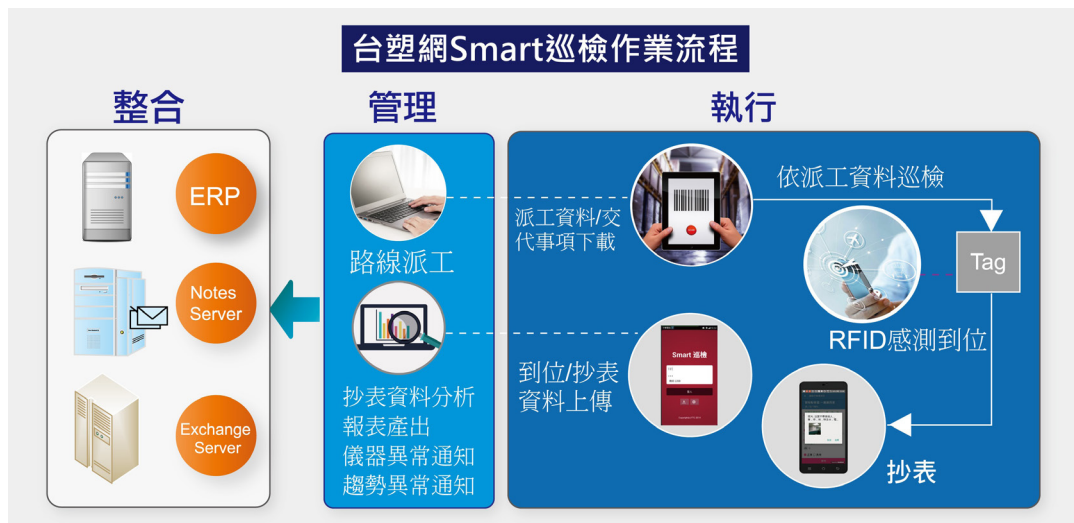 台塑網Smart巡檢作業流程
整合
管理
執行
ERP
Notes
Server
Exchange
Server
路線派工
抄表資料分析
報表產出
儀器異常通知
趨勢異常通知
派工資料/交
代事項下載
到位/抄表
資料上傳
依派工資料巡檢
Tag
RFID感測到位
Smart 巡檢
抄表